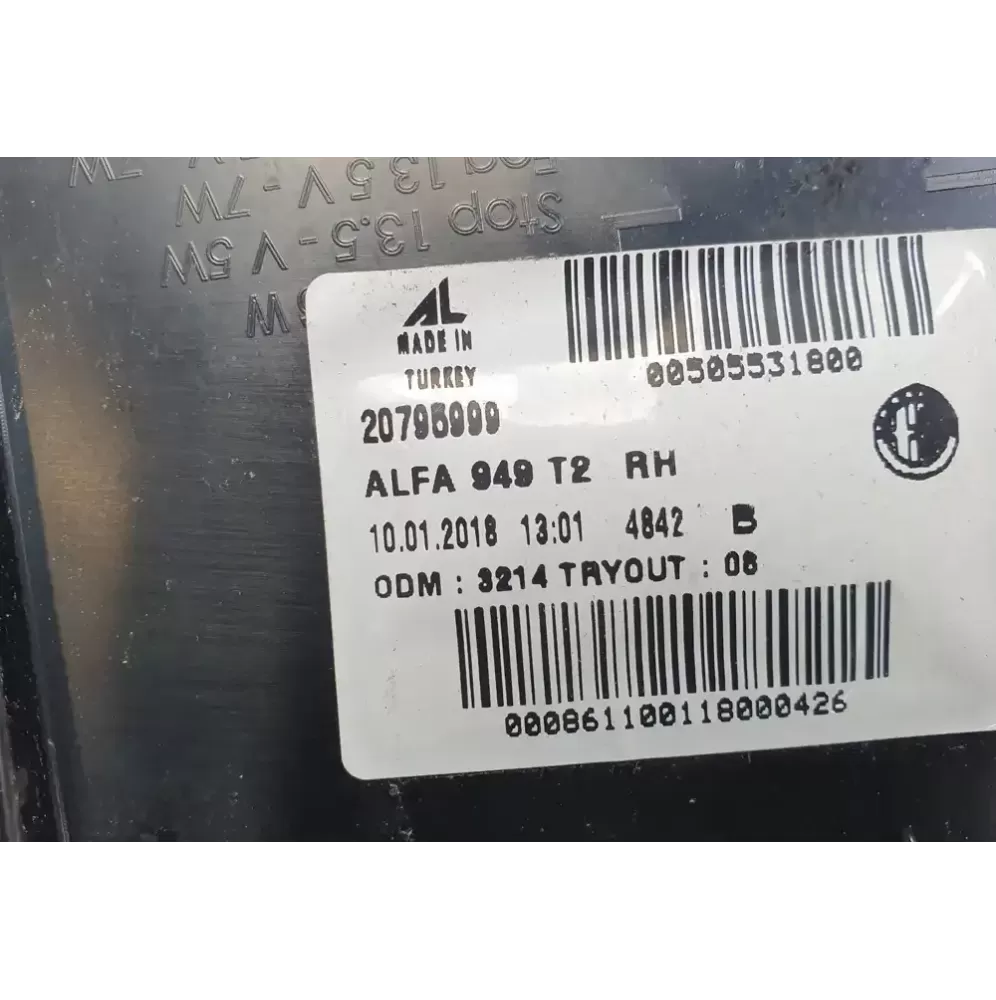 Fog 13.5 V - 7W
Stop 13.5 - V 5W
AL
MADE IN
TURKEY
00505531800
20795999
ALFA 949 T2 RH
10.01.2018 13:01 4842 B
ODM : 3214 TRYOUT : 08
000861100118000426